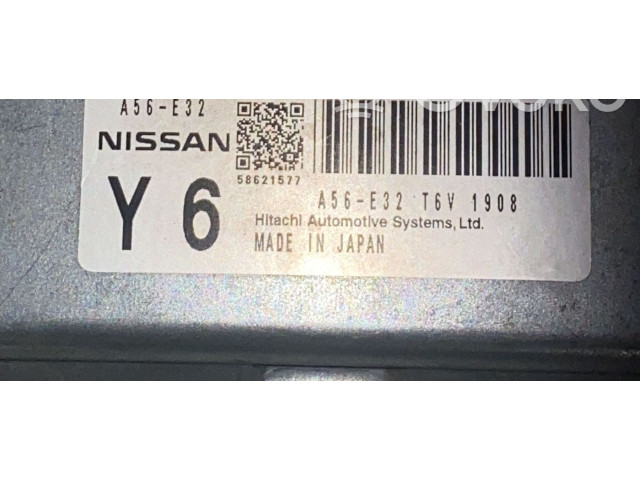 A56-E32
NISSAN
58621577
Y 6
A56-E32 T6V 1908
Hitachi Automotive Systems, Ltd.
MADE IN JAPAN